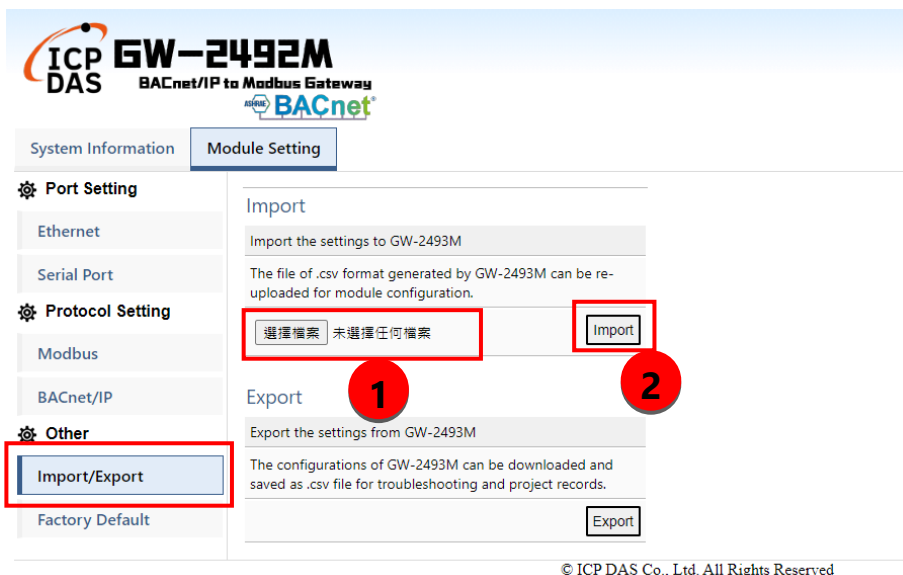 ICP DAS
GW-2492M
BACnet/IP to Modbus Gateway
ASHRAE BACnet
System Information
Module Setting
Port Setting
Ethernet
Serial Port
Protocol Setting
Modbus
BACnet/IP
Other
Import/Export
Factory Default
Import
Import the settings to GW-2493M
The file of .csv format generated by GW-2493M can be re-
uploaded for module configuration.
選擇檔案 未選擇任何檔案
Import
1
2
Export
Export the settings from GW-2493M
The configurations of GW-2493M can be downloaded and
saved as .csv file for troubleshooting and project records.
Export
© ICP DAS Co., Ltd. All Rights Reserved